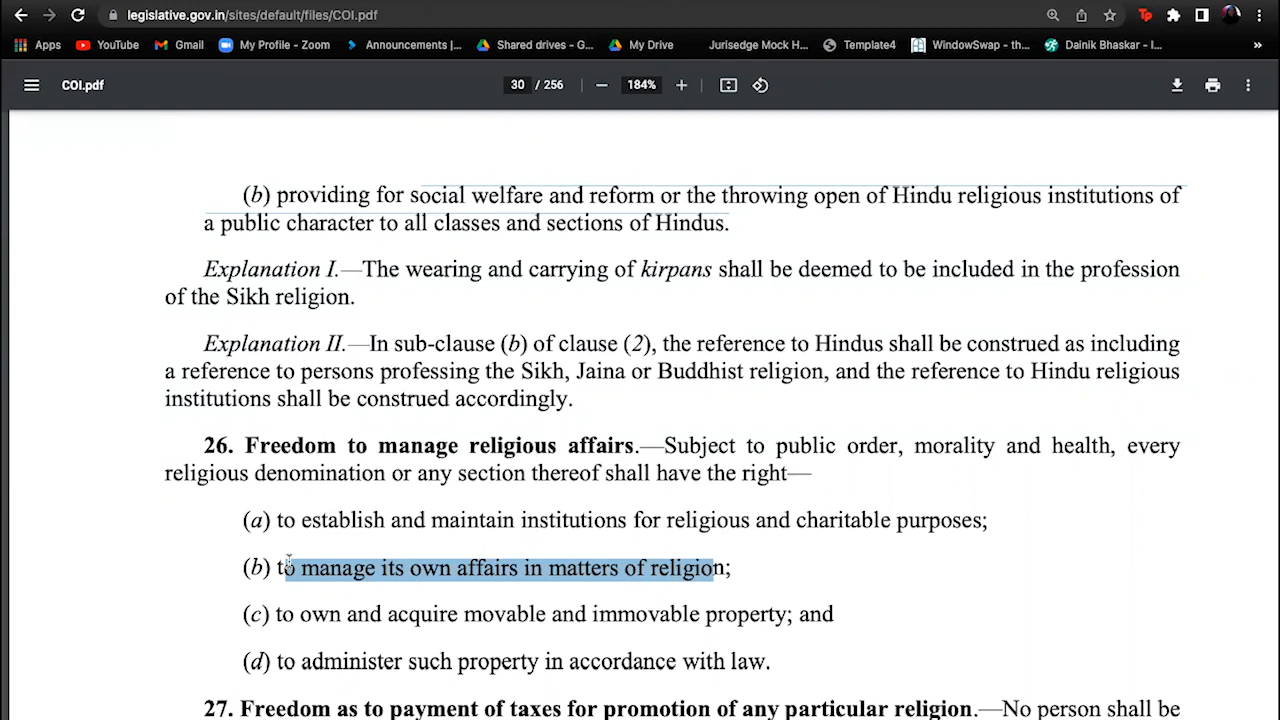 legislative.gov.in/sites/default/files/COI.pdf
Apps YouTube Gmail My Profile - Zoom Announcements |... Shared drives - G... My Drive Jurisedge Mock H... Template4 WindowSwap - th... Dainik Bhaskar - I... »
COI.pdf 30 / 256 — 184% +
(b) providing for social welfare and reform or the throwing open of Hindu religious institutions of
a public character to all classes and sections of Hindus.
Explanation I.—The wearing and carrying of kirpans shall be deemed to be included in the profession
of the Sikh religion.
Explanation II.—In sub-clause (b) of clause (2), the reference to Hindus shall be construed as including
a reference to persons professing the Sikh, Jaina or Buddhist religion, and the reference to Hindu religious
institutions shall be construed accordingly.
26. Freedom to manage religious affairs.—Subject to public order, morality and health, every
religious denomination or any section thereof shall have the right—
(a) to establish and maintain institutions for religious and charitable purposes;
(b) to manage its own affairs in matters of religion;
(c) to own and acquire movable and immovable property; and
(d) to administer such property in accordance with law.
27. Freedom as to payment of taxes for promotion of any particular religion.—No person shall be